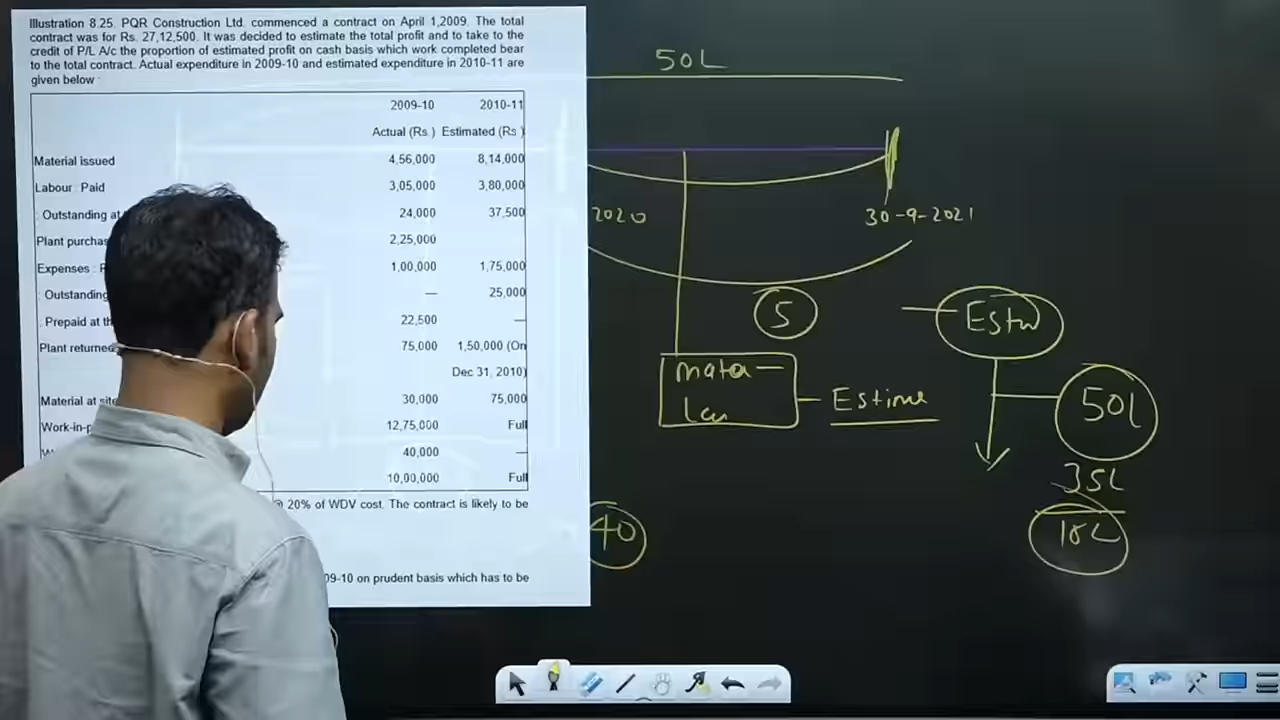 Illustration 8.25. PQR Construction Ltd. commenced a contract on April 1,2009. The total
contract was for Rs. 27,12,500. It was decided to estimate the total profit and to take to the
credit of P/L A/c the proportion of estimated profit on cash basis which work completed bear
to the total contract. Actual expenditure in 2009-10 and estimated expenditure in 2010-11 are
given below
2009-10 2010-11
Actual (Rs.) Estimated (Rs.)
Material issued 4,56,000 8,14,000
Labour : Paid 3,05,000 3,80,000
: Outstanding at 24,000 37,500
Plant 2,25,000
Expenses : 1,00,000 1,75,000
: Outstanding — 25,000
: Prepaid at 22,500 —
Plant returned 75,000 1,50,000 (On
Dec 31, 2010)
Material at site 30,000 75,000
12,75,000 Full
40,000 —
10,00,000 Full
@ 20% of WDV cost. The contract is likely to be
09-10 on prudent basis which has to be
50L
2020
30-9-2021
5
Estimate
40
50L
35L